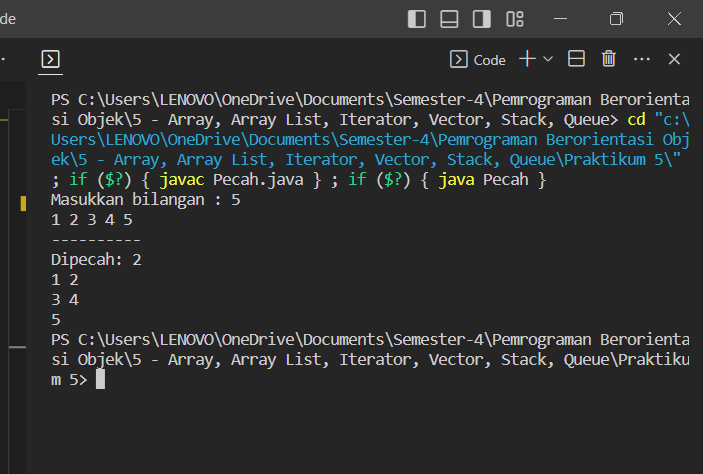 de
Code
PS C:\Users\LENOVO\OneDrive\Documents\Semester-4\Pemrograman Berorienta
si Objek\5 - Array, Array List, Iterator, Vector, Stack, Queue> cd "c:\
Users\LENOVO\OneDrive\Documents\Semester-4\Pemrograman Berorientasi Obj
ek\5 - Array, Array List, Iterator, Vector, Stack, Queue\Praktikum 5\"
; if ($?) { javac Pecah.java } ; if ($?) { java Pecah }
Masukkan bilangan : 5
1 2 3 4 5
----------
Dipecah: 2
1 2
3 4
5
PS C:\Users\LENOVO\OneDrive\Documents\Semester-4\Pemrograman Berorienta
si Objek\5 - Array, Array List, Iterator, Vector, Stack, Queue\Praktiku
m 5>